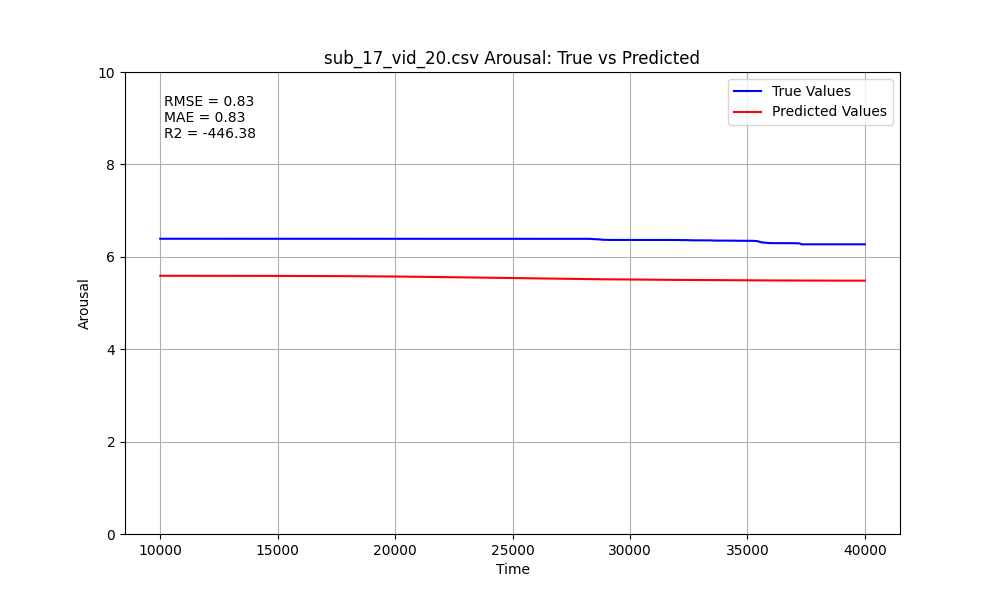 sub_17_vid_20.csv Arousal: True vs Predicted
RMSE = 0.83
MAE = 0.83
R2 = -446.38
True Values
Predicted Values
10
8
6
4
2
0
Arousal
10000 15000 20000 25000 30000 35000 40000
Time